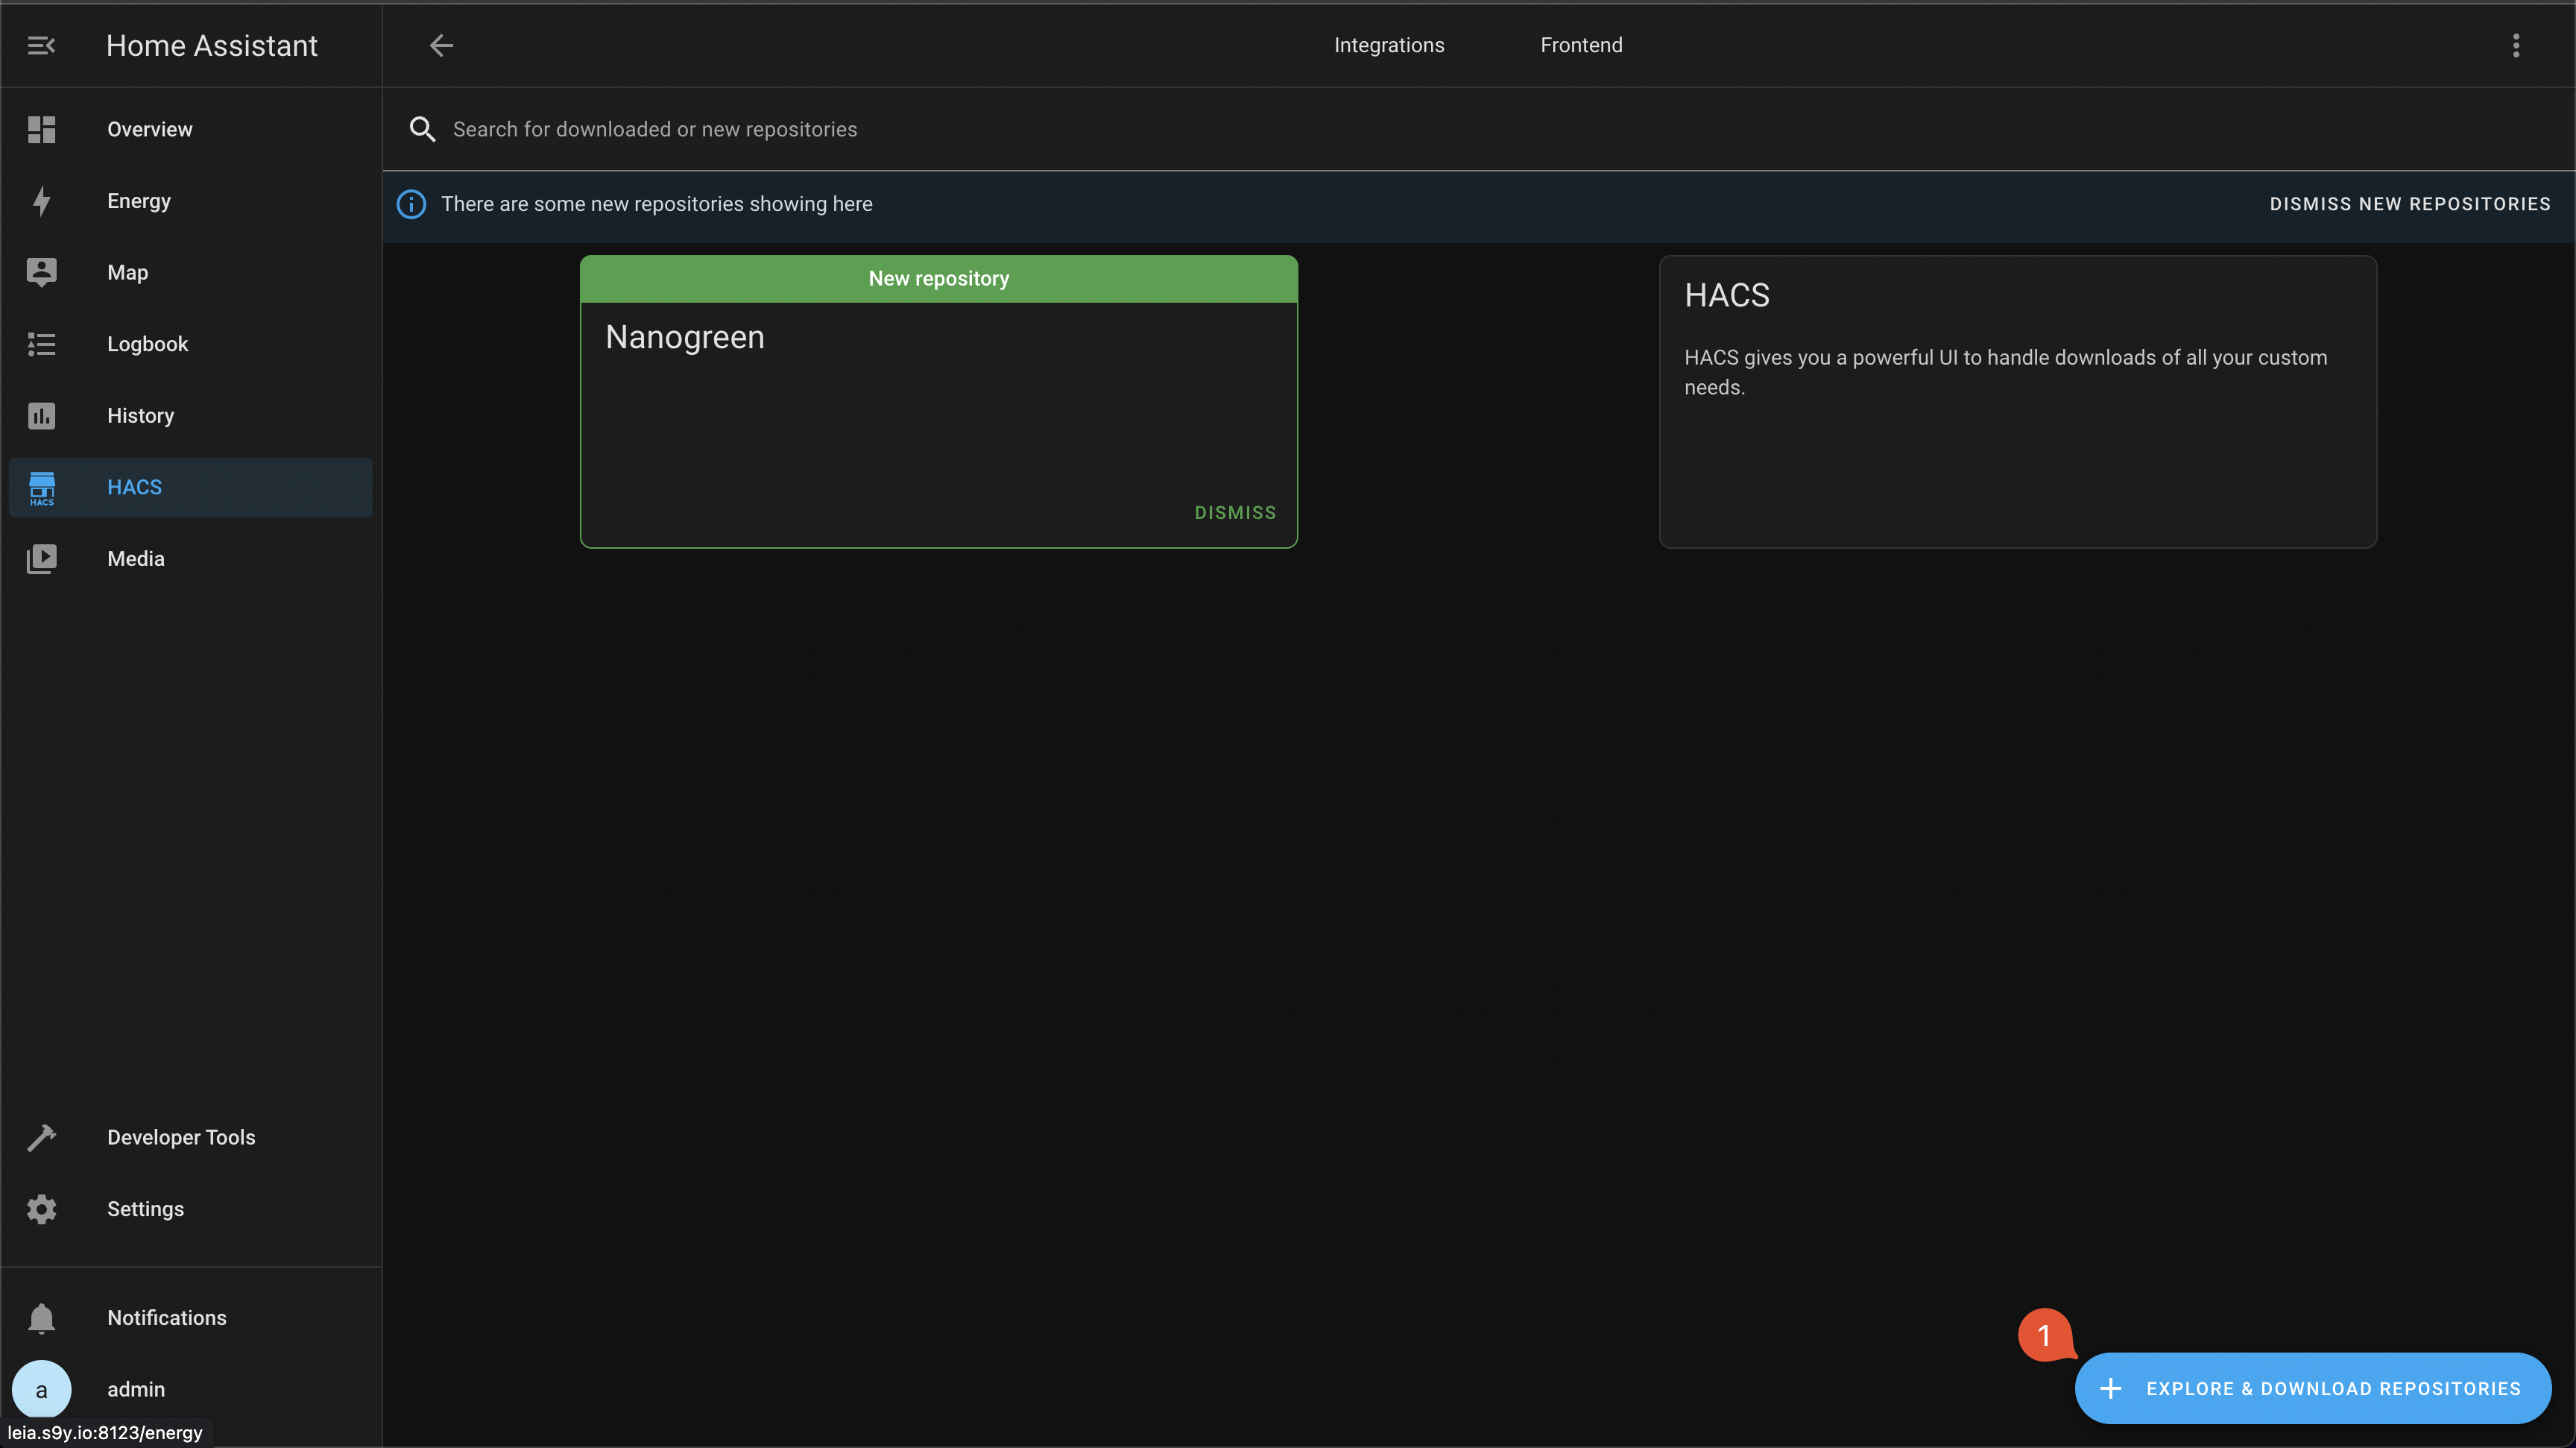 Home Assistant
Integrations
Frontend
Overview
Energy
Map
Logbook
History
HACS
HACS
Media
Developer Tools
Settings
Notifications
a
admin
leia.s9y.io:8123/energy
Search for downloaded or new repositories
There are some new repositories showing here
DISMISS NEW REPOSITORIES
New repository
Nanogreen
DISMISS
HACS
HACS gives you a powerful UI to handle downloads of all your custom
needs.
1
EXPLORE & DOWNLOAD REPOSITORIES